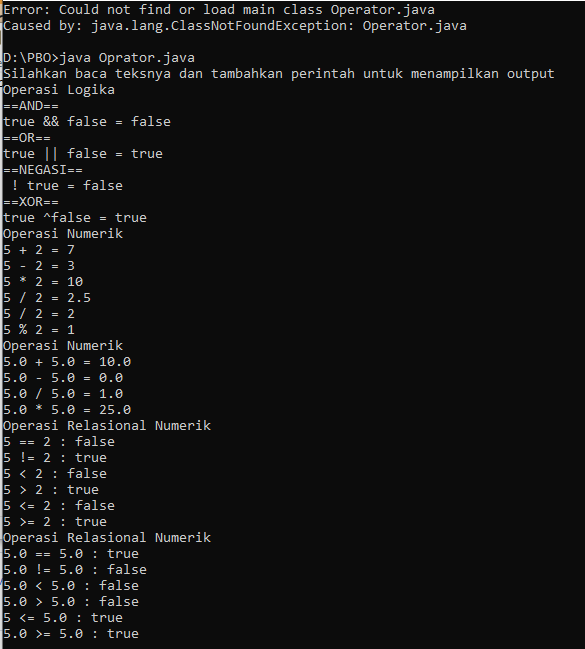 Error: Could not find or load main class Operator.java
Caused by: java.lang.ClassNotFoundException: Operator.java

D:\PBO>java Oprator.java
Silahkan baca teksnya dan tambahkan perintah untuk menampilkan output
Operasi Logika
==AND==
true && false = false
==OR==
true || false = true
==NEGASI==
 ! true = false
==XOR==
true ^false = true
Operasi Numerik
5 + 2 = 7
5 - 2 = 3
5 * 2 = 10
5 / 2 = 2.5
5 / 2 = 2
5 % 2 = 1
Operasi Numerik
5.0 + 5.0 = 10.0
5.0 - 5.0 = 0.0
5.0 / 5.0 = 1.0
5.0 * 5.0 = 25.0
Operasi Relasional Numerik
5 == 2 : false
5 != 2 : true
5 < 2 : false
5 > 2 : true
5 <= 2 : false
5 >= 2 : true
Operasi Relasional Numerik
5.0 == 5.0 : true
5.0 != 5.0 : false
5.0 < 5.0 : false
5.0 > 5.0 : false
5 <= 5.0 : true
5.0 >= 5.0 : true